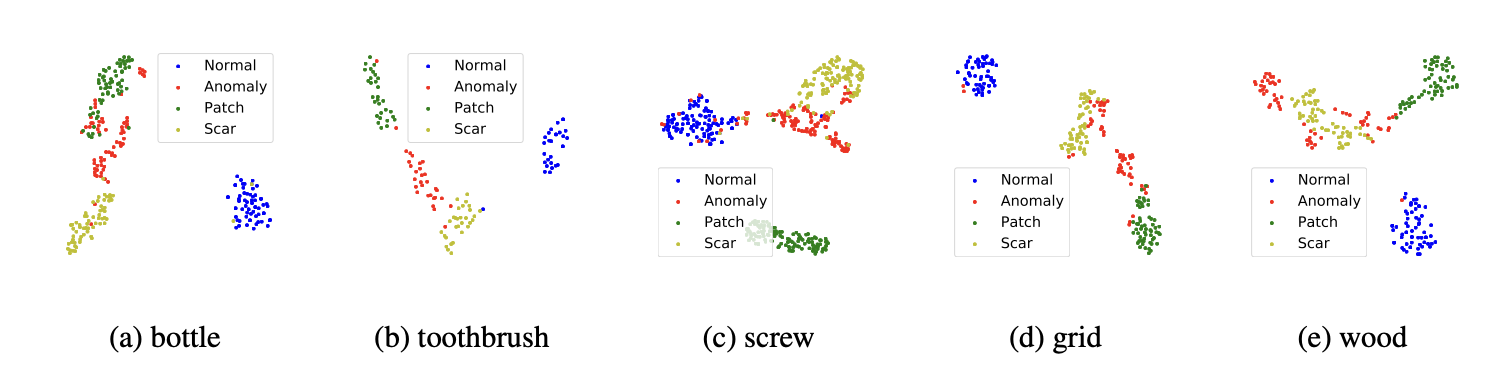 Normal
Anomaly
Patch
Scar
Normal
Anomaly
Patch
Scar
Normal
Anomaly
Patch
Scar
Normal
Anomaly
Patch
Scar
Normal
Anomaly
Patch
Scar
(a) bottle
(b) toothbrush
(c) screw
(d) grid
(e) wood